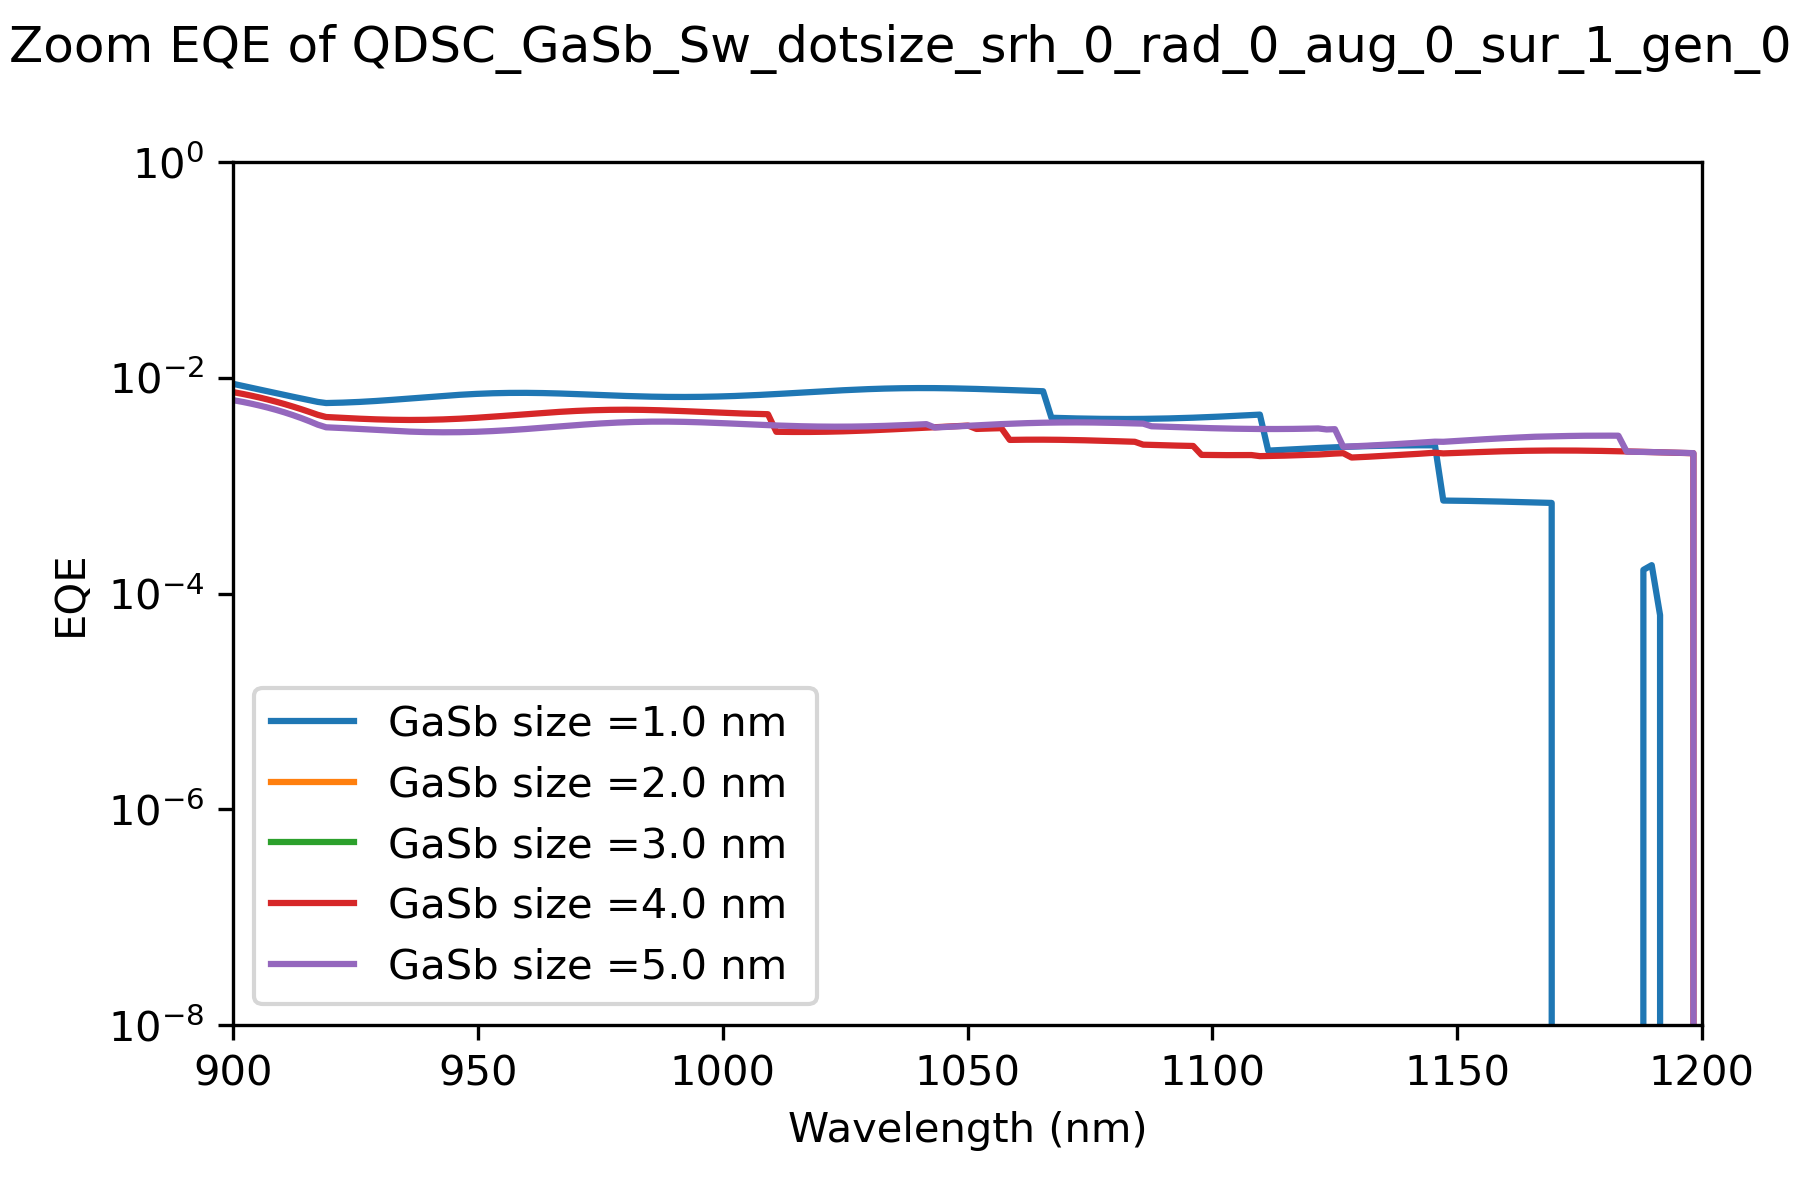 Zoom EQE of QDSC_GaSb_Sw_dotsize_srh_0_rad_0_aug_0_sur_1_gen_0
10⁰
10⁻²
10⁻⁴
10⁻⁶
10⁻⁸
EQE
GaSb size =1.0 nm
GaSb size =2.0 nm
GaSb size =3.0 nm
GaSb size =4.0 nm
GaSb size =5.0 nm
900 950 1000 1050 1100 1150 1200
Wavelength (nm)